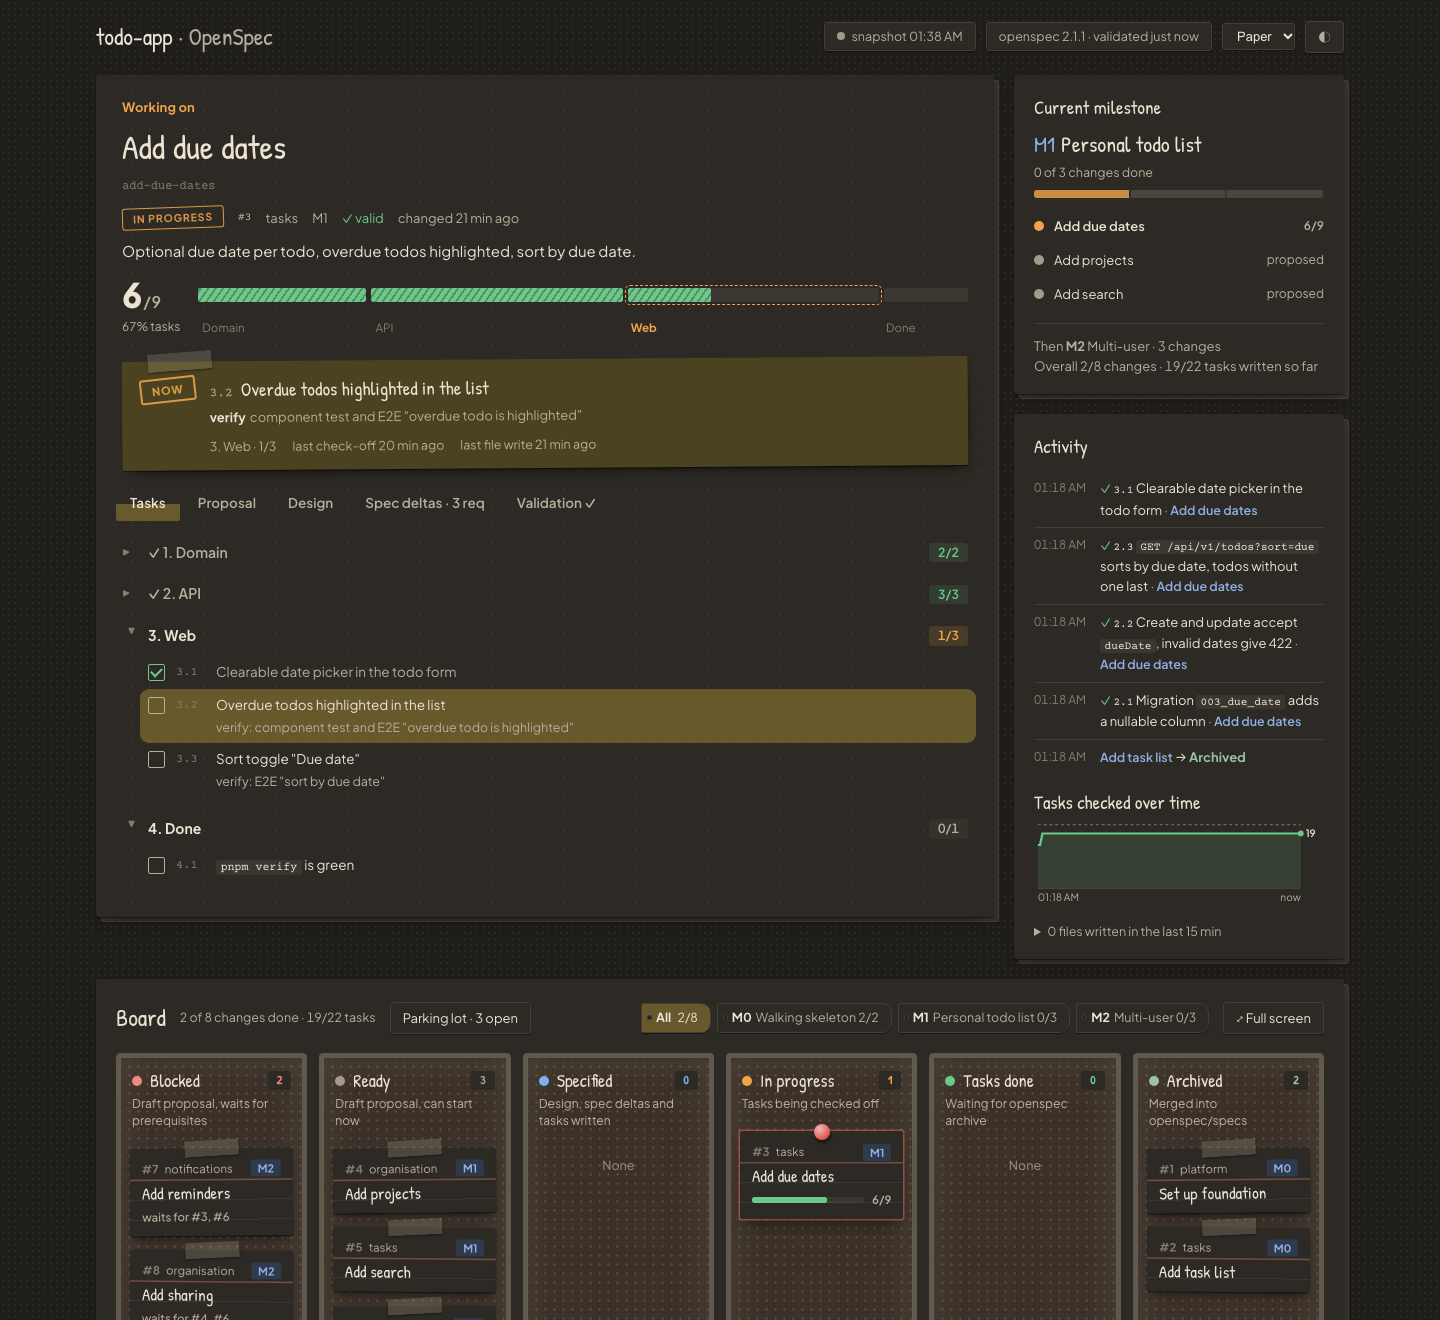 todo-app · OpenSpec
snapshot 01:38 AM
openspec 2.1.1 · validated just now
Paper
Working on
Add due dates
add-due-dates
IN PROGRESS #3 tasks M1 ✓ valid changed 21 min ago
Optional due date per todo, overdue todos highlighted, sort by due date.
6/9
67% tasks
Domain
API
Web
Done
NOW
3.2 Overdue todos highlighted in the list
verify component test and E2E "overdue todo is highlighted"
3. Web · 1/3 last check-off 20 min ago last file write 21 min ago
Tasks Proposal Design Spec deltas · 3 req Validation ✓
✓ 1. Domain 2/2
✓ 2. API 3/3
3. Web 1/3
3.1 Clearable date picker in the todo form
3.2 Overdue todos highlighted in the list
verify: component test and E2E "overdue todo is highlighted"
3.3 Sort toggle "Due date"
verify: E2E "sort by due date"
4. Done 0/1
4.1 pnpm verify is green
Current milestone
M1 Personal todo list
0 of 3 changes done
Add due dates 6/9
Add projects proposed
Add search proposed
Then M2 Multi-user · 3 changes
Overall 2/8 changes · 19/22 tasks written so far
Activity
01:18 AM ✓ 3.1 Clearable date picker in the
todo form · Add due dates
01:18 AM ✓ 2.3 GET /api/v1/todos?sort=due
sorts by due date, todos without
one last · Add due dates
01:18 AM ✓ 2.2 Create and update accept
dueDate, invalid dates give 422 ·
Add due dates
01:18 AM ✓ 2.1 Migration 003_due_date adds
a nullable column · Add due dates
01:18 AM Add task list → Archived
Tasks checked over time
19
01:18 AM now
0 files written in the last 15 min
Board 2 of 8 changes done · 19/22 tasks
Parking lot · 3 open
All 2/8
M0 Walking skeleton 2/2
M1 Personal todo list 0/3
M2 Multi-user 0/3
⤢ Full screen
Blocked 2
Draft proposal, waits for
prerequisites
#7 notifications M2
Add reminders
waits for #3, #6
#8 organisation M2
Add sharing
waits for #4, #6
Ready 3
Draft proposal, can start
now
#4 organisation M1
Add projects
#5 tasks M1
Add search
Specified 0
Design, spec deltas and
tasks written
None
In progress 1
Tasks being checked off
#3 tasks M1
Add due dates
6/9
Tasks done 0
Waiting for openspec
archive
None
Archived 2
Merged into
openspec/specs
#1 platform M0
Set up foundation
#2 tasks M0
Add task list